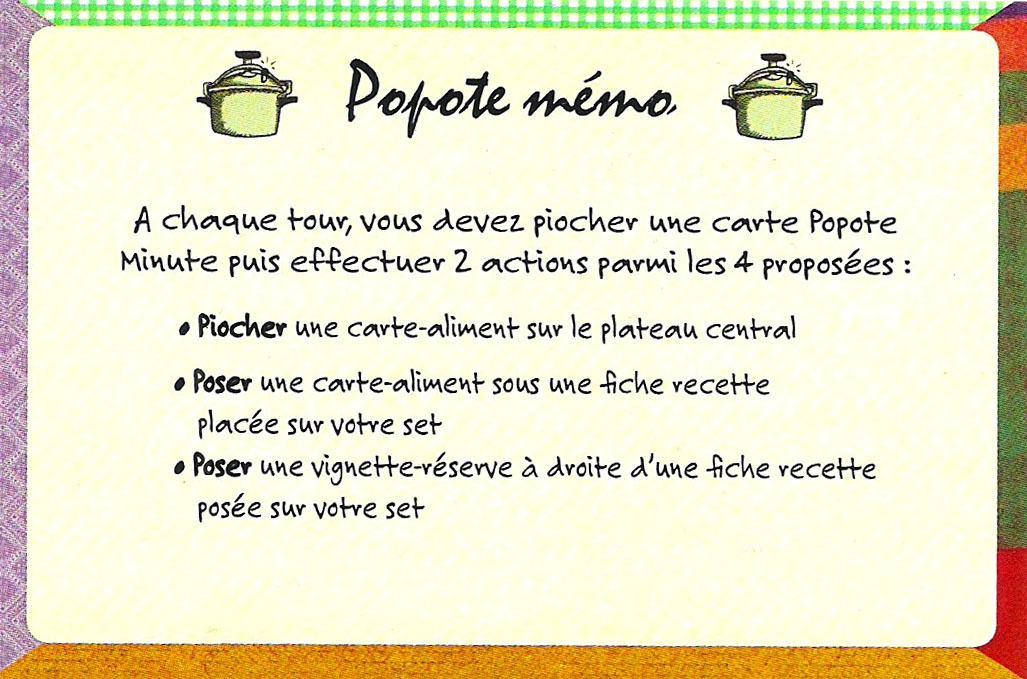 Popote mémo
A chaque tour, vous devez piocher une carte Popote
Minute puis effectuer 2 actions parmi les 4 proposées :
• Piocher une carte-aliment sur le plateau central
• Poser une carte-aliment sous une fiche recette
placée sur votre set
• Poser une vignette-réserve à droite d'une fiche recette
posée sur votre set